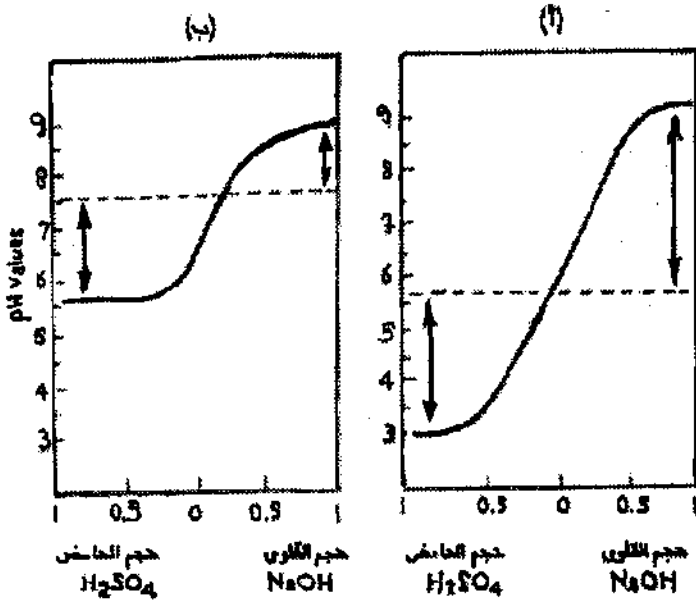 (ب)
(أ)
pH values
9
8
7
6
5
4
3
9
8
7
6
5
4
3
1 0.5 0 0.5 1
1 0.5 0 0.5 1
حجم الحامض
H₂SO₄
حجم القلوي
NaOH
حجم الحامض
H₂SO₄
حجم القلوي
NaOH